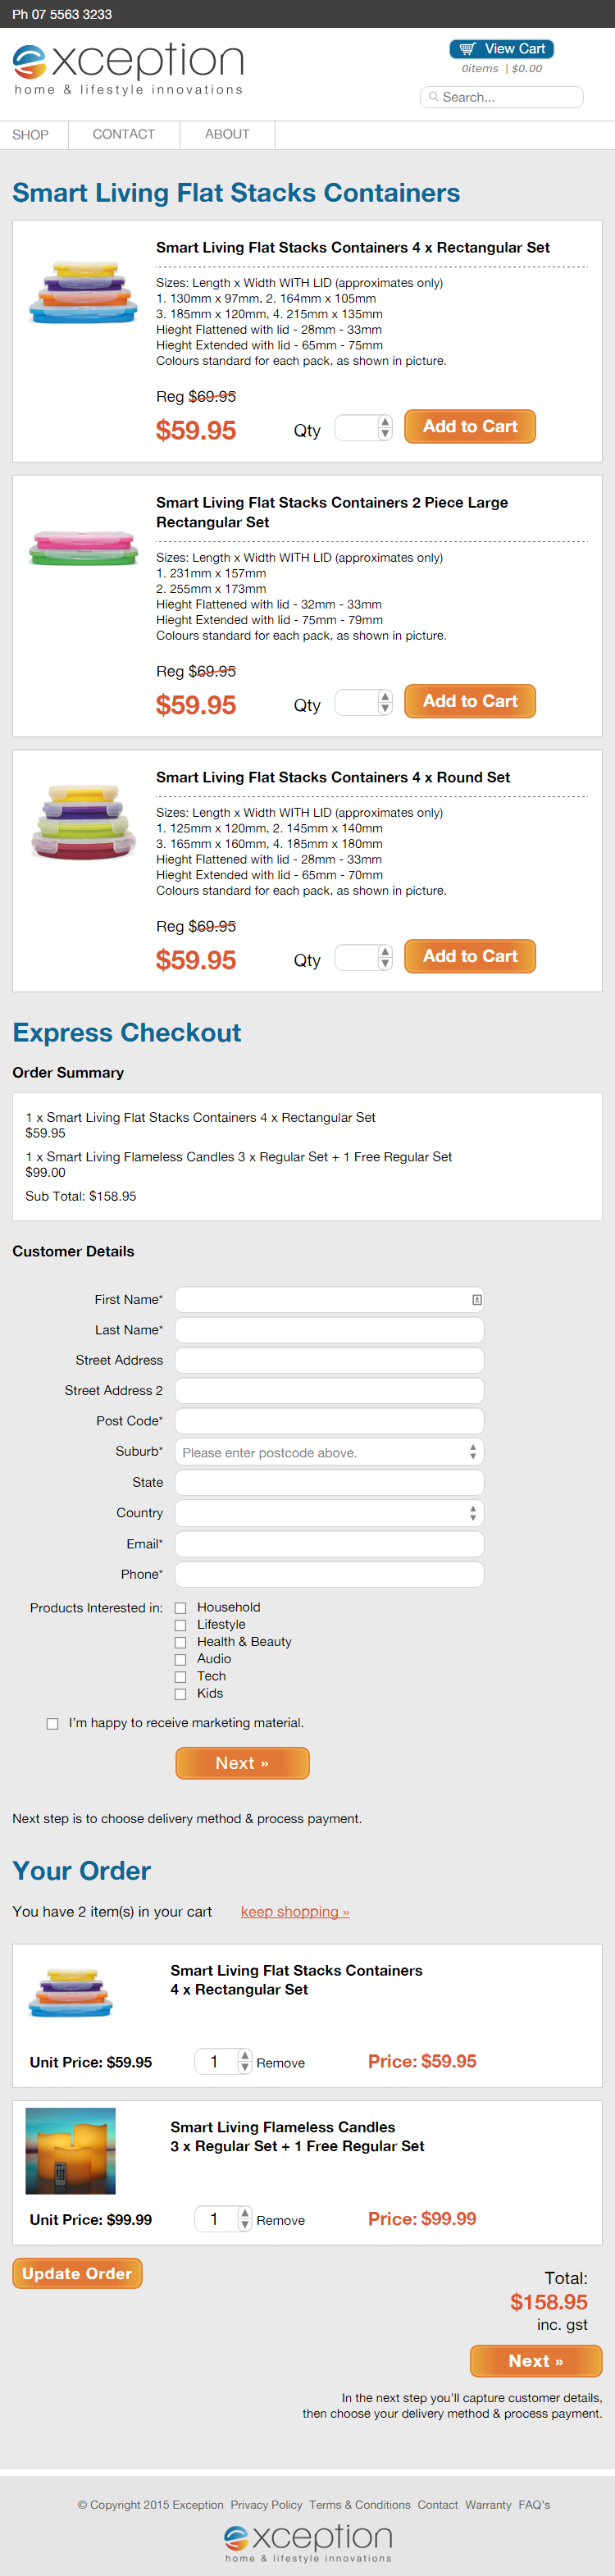 Ph 07 5563 3233
exception
home & lifestyle innovations
View Cart
0items | $0.00
Search...
SHOP CONTACT ABOUT
Smart Living Flat Stacks Containers
Smart Living Flat Stacks Containers 4 x Rectangular Set
Sizes: Length x Width WITH LID (approximates only)
1. 130mm x 97mm, 2. 164mm x 105mm
3. 185mm x 120mm, 4. 215mm x 135mm
Hieght Flattened with lid - 28mm - 33mm
Hieght Extended with lid - 65mm - 75mm
Colours standard for each pack, as shown in picture.
Reg $69.95
$59.95 Qty Add to Cart
Smart Living Flat Stacks Containers 2 Piece Large
Rectangular Set
Sizes: Length x Width WITH LID (approximates only)
1. 231mm x 157mm
2. 255mm x 173mm
Hieght Flattened with lid - 32mm - 33mm
Hieght Extended with lid - 75mm - 79mm
Colours standard for each pack, as shown in picture.
Reg $69.95
$59.95 Qty Add to Cart
Smart Living Flat Stacks Containers 4 x Round Set
Sizes: Length x Width WITH LID (approximates only)
1. 125mm x 120mm, 2. 145mm x 140mm
3. 165mm x 160mm, 4. 185mm x 180mm
Hieght Flattened with lid - 28mm - 33mm
Hieght Extended with lid - 65mm - 70mm
Colours standard for each pack, as shown in picture.
Reg $69.95
$59.95 Qty Add to Cart
Express Checkout
Order Summary
1 x Smart Living Flat Stacks Containers 4 x Rectangular Set
$59.95
1 x Smart Living Flameless Candles 3 x Regular Set + 1 Free Regular Set
$99.00
Sub Total: $158.95
Customer Details
First Name*
Last Name*
Street Address
Street Address 2
Post Code*
Suburb* Please enter postcode above.
State
Country
Email*
Phone*
Products Interested in: Household
Lifestyle
Health & Beauty
Audio
Tech
Kids
I'm happy to receive marketing material.
Next »
Next step is to choose delivery method & process payment.
Your Order
You have 2 item(s) in your cart keep shopping »
Smart Living Flat Stacks Containers
4 x Rectangular Set
Unit Price: $59.95 1 Remove Price: $59.95
Smart Living Flameless Candles
3 x Regular Set + 1 Free Regular Set
Unit Price: $99.99 1 Remove Price: $99.99
Update Order
Total:
$158.95
inc. gst
Next »
In the next step you'll capture customer details,
then choose your delivery method & process payment.
© Copyright 2015 Exception Privacy Policy Terms & Conditions Contact Warranty FAQ's
exception
home & lifestyle innovations